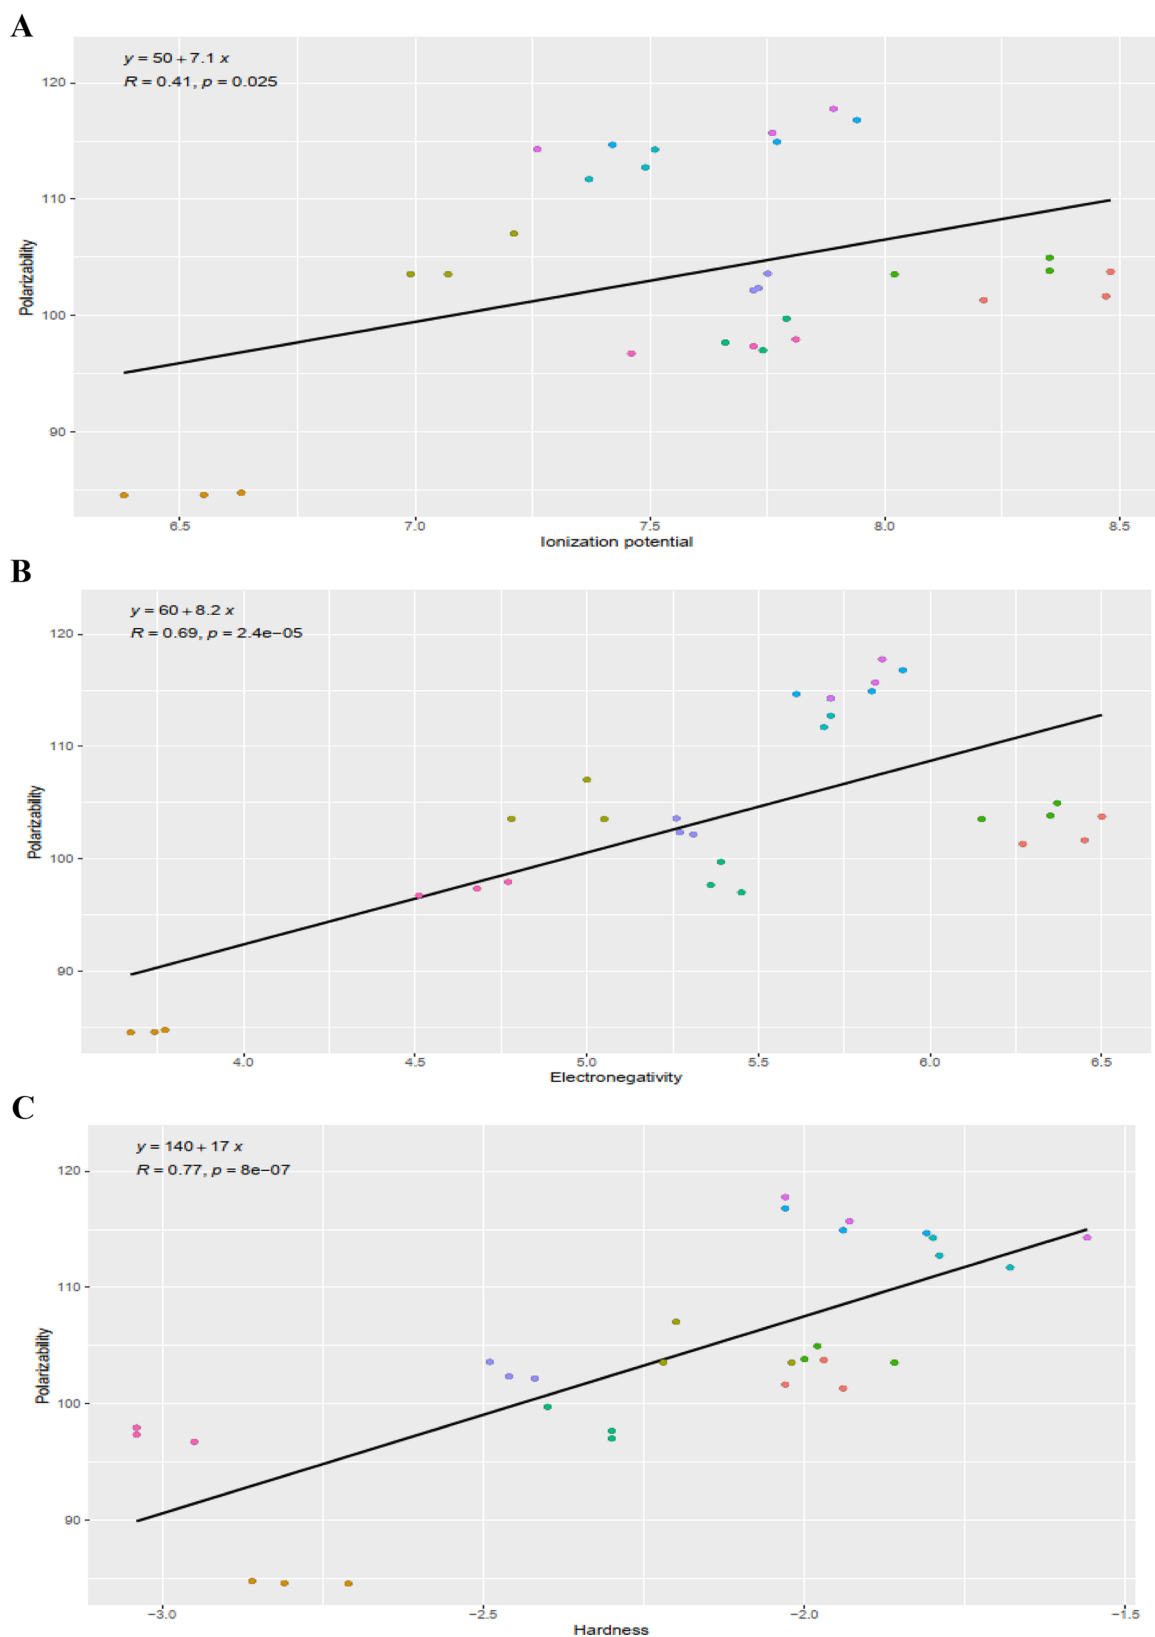 A
y = 50 + 7.1 x
R = 0.41, p = 0.025
120
110
100
90
Polarizability
6.5 7.0 7.5 8.0 8.5
Ionization potential
B
y = 60 + 8.2 x
R = 0.69, p = 2.4e−05
120
110
100
90
Polarizability
4.0 4.5 5.0 5.5 6.0 6.5
Electronegativity
C
y = 140 + 17 x
R = 0.77, p = 8e−07
120
110
100
90
Polarizability
−3.0 −2.5 −2.0 −1.5
Hardness